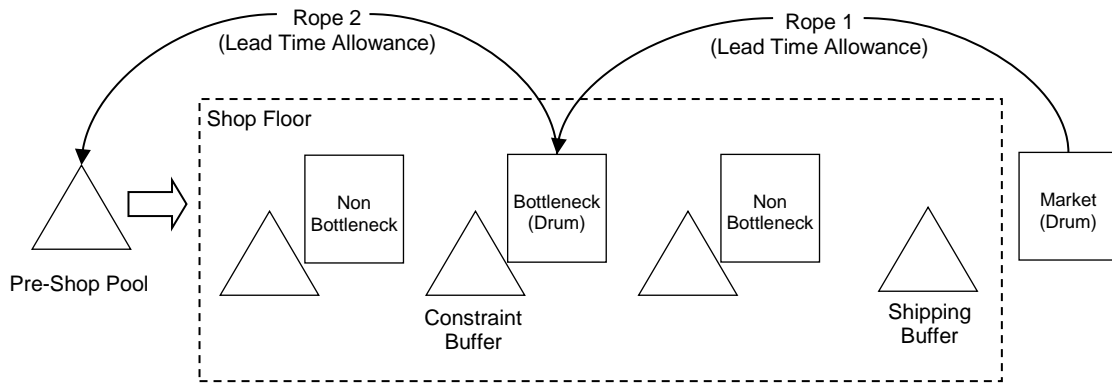 Rope 2
(Lead Time Allowance)
Rope 1
(Lead Time Allowance)
Shop Floor
Non
Bottleneck
Bottleneck
(Drum)
Non
Bottleneck
Market
(Drum)
Pre-Shop Pool
Constraint
Buffer
Shipping
Buffer